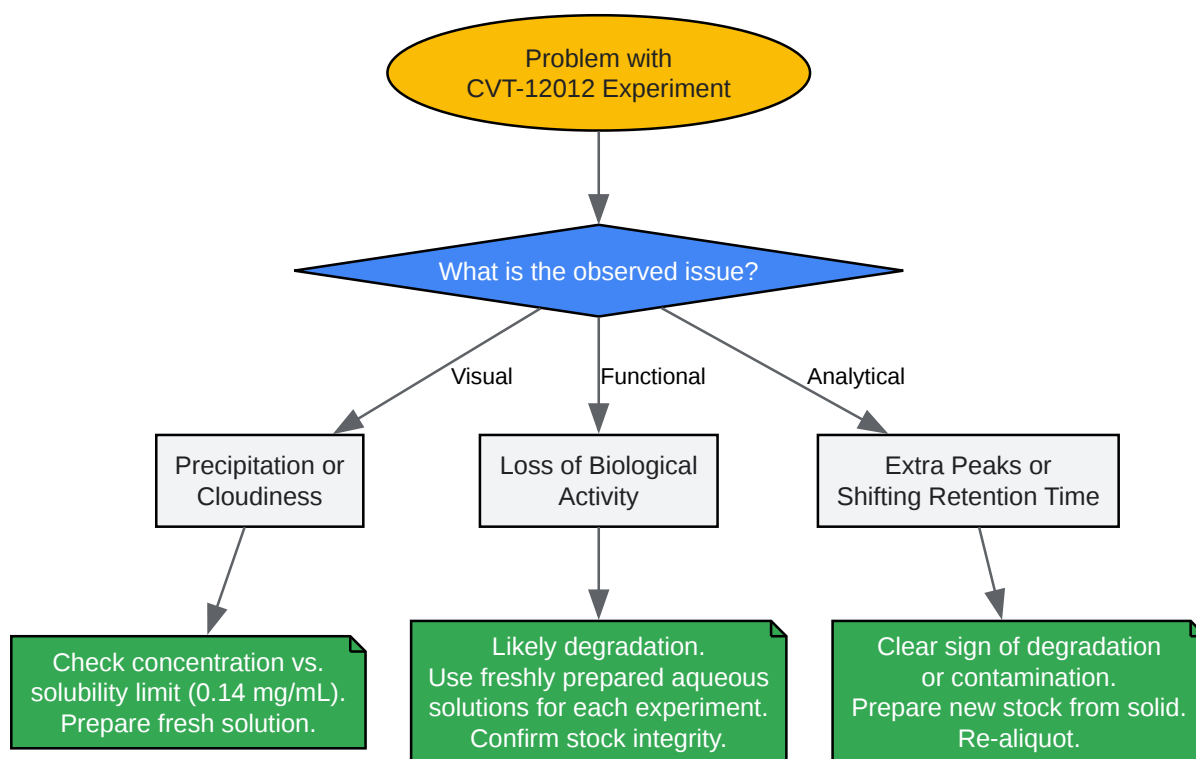 Problem with
CVT-12012 Experiment
What is the observed issue?
Visual
Functional
Analytical
Precipitation or
Cloudiness
Loss of Biological
Activity
Extra Peaks or
Shifting Retention Time
Check concentration vs.
solubility limit (0.14 mg/mL).
Prepare fresh solution.
Likely degradation.
Use freshly prepared aqueous
solutions for each experiment.
Confirm stock integrity.
Clear sign of degradation
or contamination.
Prepare new stock from solid.
Re-aliquot.